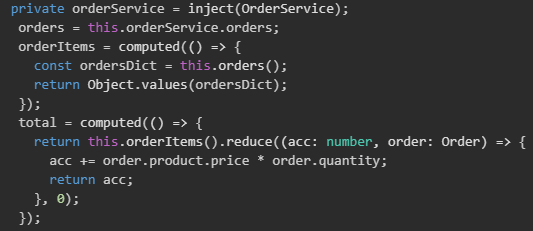 private orderService = inject(OrderService);
orders = this.orderService.orders;
orderItems = computed(() => {
const ordersDict = this.orders();
return Object.values(ordersDict);
});
total = computed(() => {
return this.orderItems().reduce((acc: number, order: Order) => {
acc += order.product.price * order.quantity;
return acc;
}, 0);
});